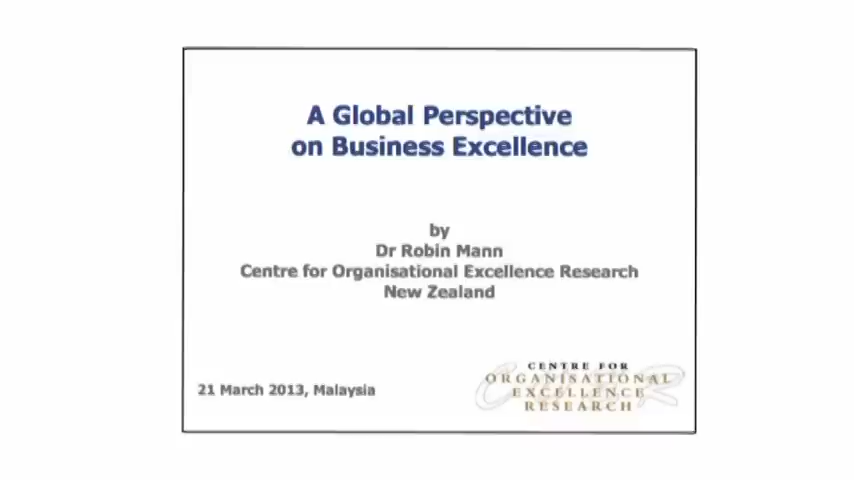 A Global Perspective
on Business Excellence
by
Dr Robin Mann
Centre for Organisational Excellence Research
New Zealand
21 March 2013, Malaysia
CENTRE FOR
ORGANISATIONAL
EXCELLENCE
RESEARCH